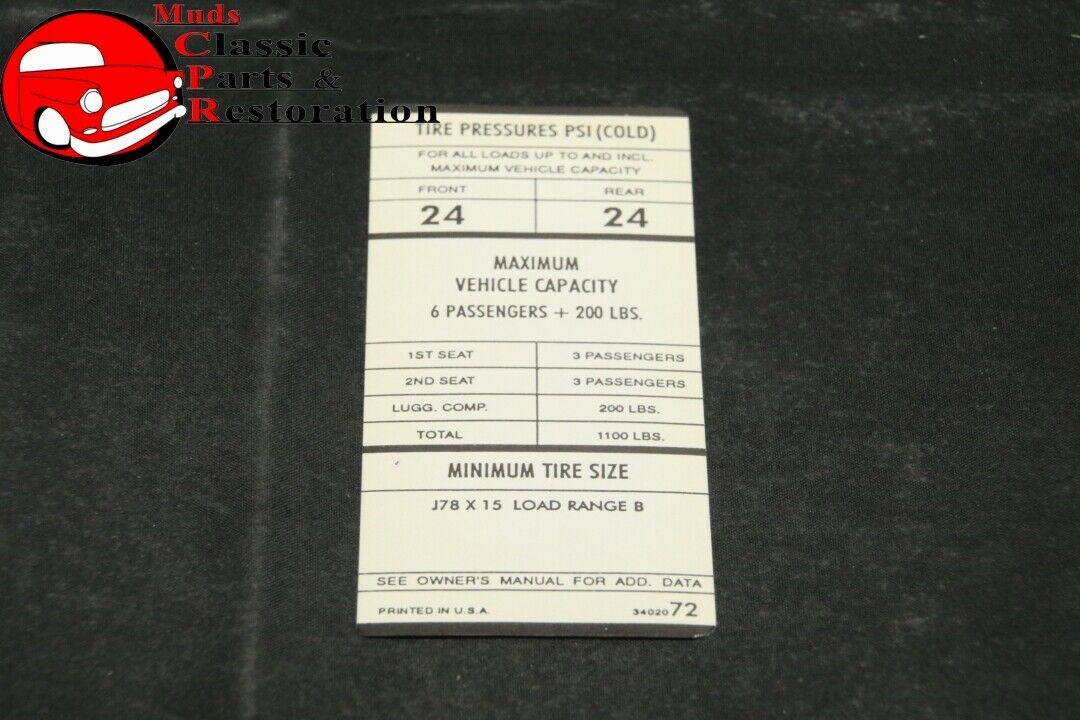 Muds
Classic
Parts &
Restoration
TIRE PRESSURES PSI (COLD)
FOR ALL LOADS UP TO AND INCL.
MAXIMUM VEHICLE CAPACITY
FRONT REAR
24 24
MAXIMUM
VEHICLE CAPACITY
6 PASSENGERS + 200 LBS.
1ST SEAT 3 PASSENGERS
2ND SEAT 3 PASSENGERS
LUGG. COMP. 200 LBS.
TOTAL 1100 LBS.
MINIMUM TIRE SIZE
J78 X 15 LOAD RANGE B
SEE OWNER'S MANUAL FOR ADD. DATA
PRINTED IN U.S.A. 3402072